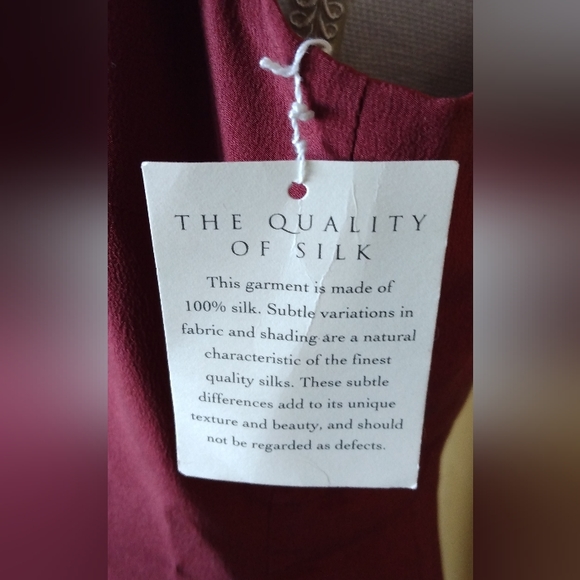 THE QUALITY
OF SILK
This garment is made of
100% silk. Subtle variations in
fabric and shading are a natural
characteristic of the finest
quality silks. These subtle
differences add to its unique
texture and beauty, and should
not be regarded as defects.